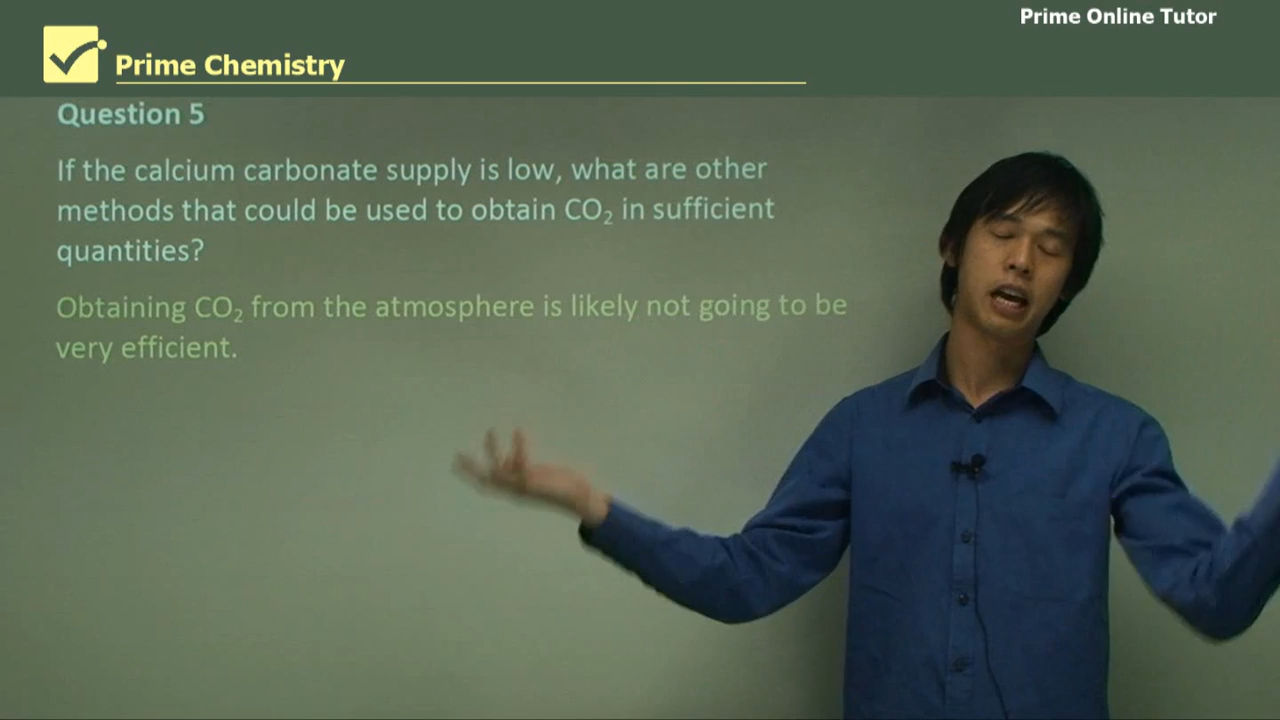 Prime Online Tutor
Prime Chemistry
Question 5
If the calcium carbonate supply is low, what are other
methods that could be used to obtain CO₂ in sufficient
quantities?
Obtaining CO₂ from the atmosphere is likely not going to be
very efficient.